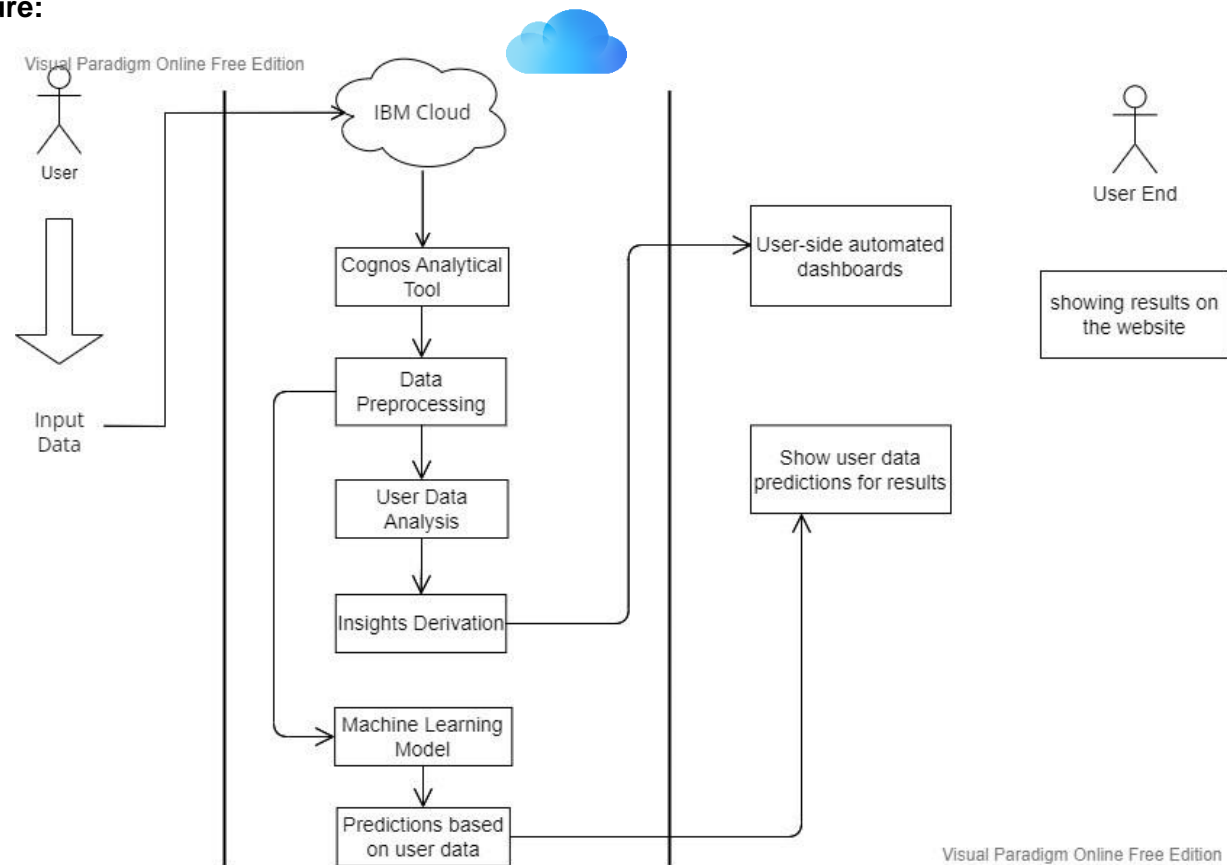 ure:
Visual Paradigm Online Free Edition
User
Input
Data
IBM Cloud
Cognos Analytical
Tool
Data
Preprocessing
User Data
Analysis
Insights Derivation
Machine Learning
Model
Predictions based
on user data
User-side automated
dashboards
Show user data
predictions for results
User End
showing results on
the website
Visual Paradigm Online Free Edition